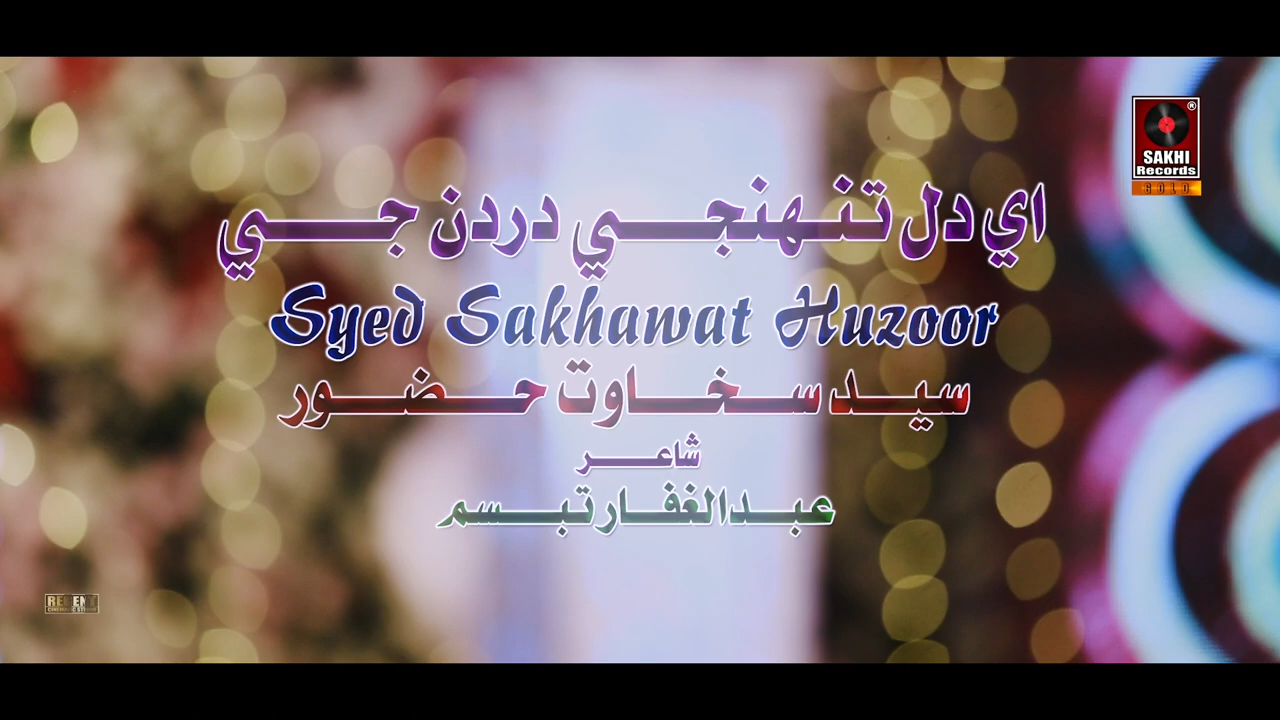 SAKHI
Records
GOLD
اي دل تنهنجي دردن جي
Syed Sakhawat Huzoor
سيد سخاوت حضور
شاعر
عبدالغفار تبسم